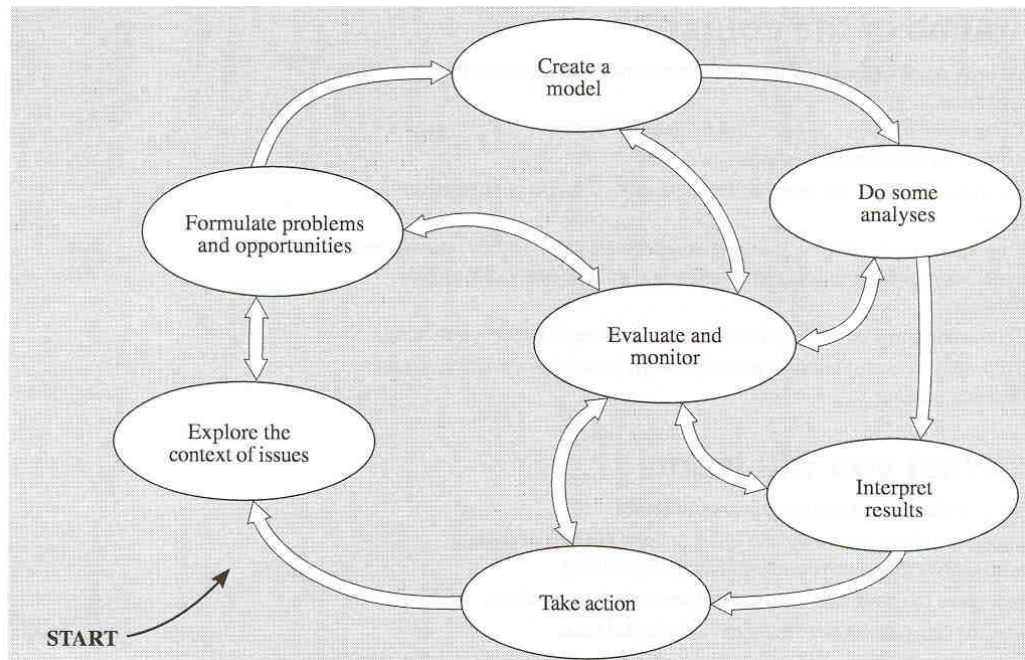 Create a
model
Do some
analyses
Formulate problems
and opportunities
Evaluate and
monitor
Explore the
context of issues
Interpret
results
Take action
START